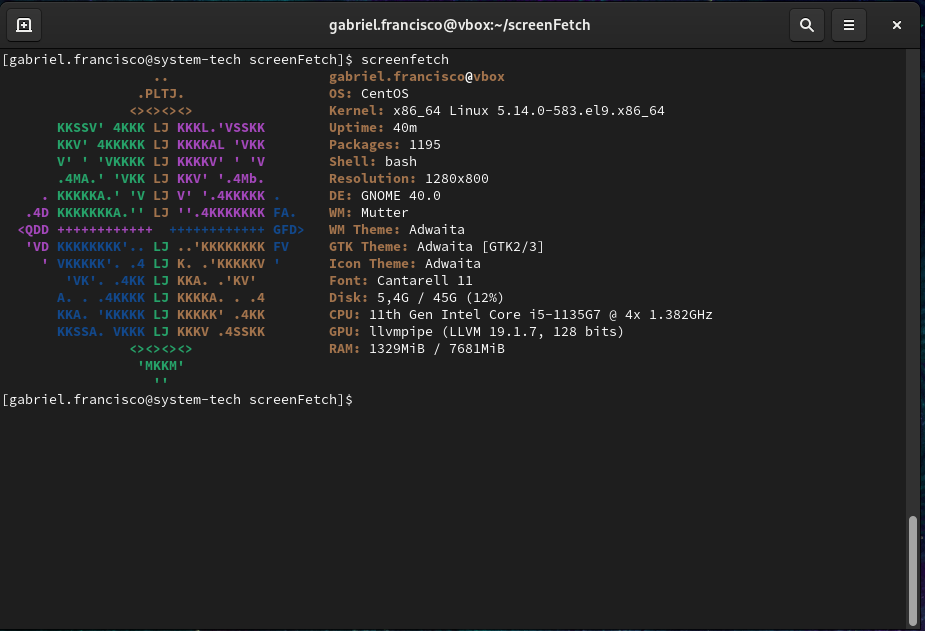 gabriel.francisco@vbox:~/screenFetch
[gabriel.francisco@system-tech screenFetch]$ screenfetch
..                    gabriel.francisco@vbox
.PLTJ.                  OS: CentOS
<><><><>                 Kernel: x86_64 Linux 5.14.0-583.el9.x86_64
KKSSV' 4KKK LJ KKKL.'VSSKK        Uptime: 40m
KKV' 4KKKKK LJ KKKKAL 'VKK        Packages: 1195
V' ' 'VKKKK LJ KKKKV' ' 'V        Shell: bash
.4MA.' 'VKK LJ KKV' '.4Mb.        Resolution: 1280x800
. KKKKKA.' 'V LJ V' '.4KKKKK .      DE: GNOME 40.0
.4D KKKKKKKA.'' LJ ''.4KKKKKKK FA.    WM: Mutter
<QDD ++++++++++++  ++++++++++++ GFD>   WM Theme: Adwaita
'VD KKKKKKKK'.. LJ ..'KKKKKKKK FV     GTK Theme: Adwaita [GTK2/3]
' VKKKKK'. .4 LJ K. .'KKKKKV '      Icon Theme: Adwaita
'VK'. .4KK LJ KKA. .'KV'         Font: Cantarell 11
A. . .4KKKK LJ KKKKA. . .4        Disk: 5,4G / 45G (12%)
KKA. 'KKKKK LJ KKKKK' .4KK        CPU: 11th Gen Intel Core i5-1135G7 @ 4x 1.382GHz
KKSSA. VKKK LJ KKKV .4SSKK        GPU: llvmpipe (LLVM 19.1.7, 128 bits)
<><><><>                 RAM: 1329MiB / 7681MiB
'MKKM'
''
[gabriel.francisco@system-tech screenFetch]$